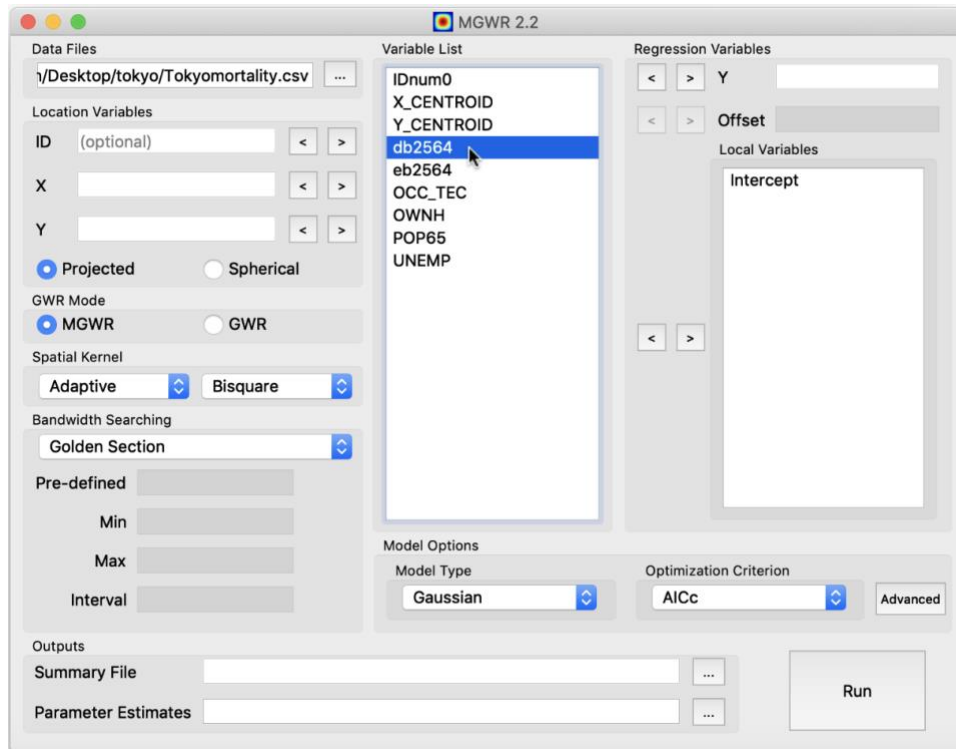 MGWR 2.2
Data Files
ı/Desktop/tokyo/Tokyomortality.csv
...
Location Variables
ID (optional) < >
X < >
Y < >
Projected Spherical
GWR Mode
MGWR GWR
Spatial Kernel
Adaptive Bisquare
Bandwidth Searching
Golden Section
Pre-defined
Min
Max
Interval
Variable List
IDnum0
X_CENTROID
Y_CENTROID
db2564
eb2564
OCC_TEC
OWNH
POP65
UNEMP
Regression Variables
< > Y
< > Offset
Local Variables
Intercept
< >
Model Options
Model Type
Gaussian
Optimization Criterion
AICc
Advanced
Outputs
Summary File ...
Parameter Estimates ...
Run